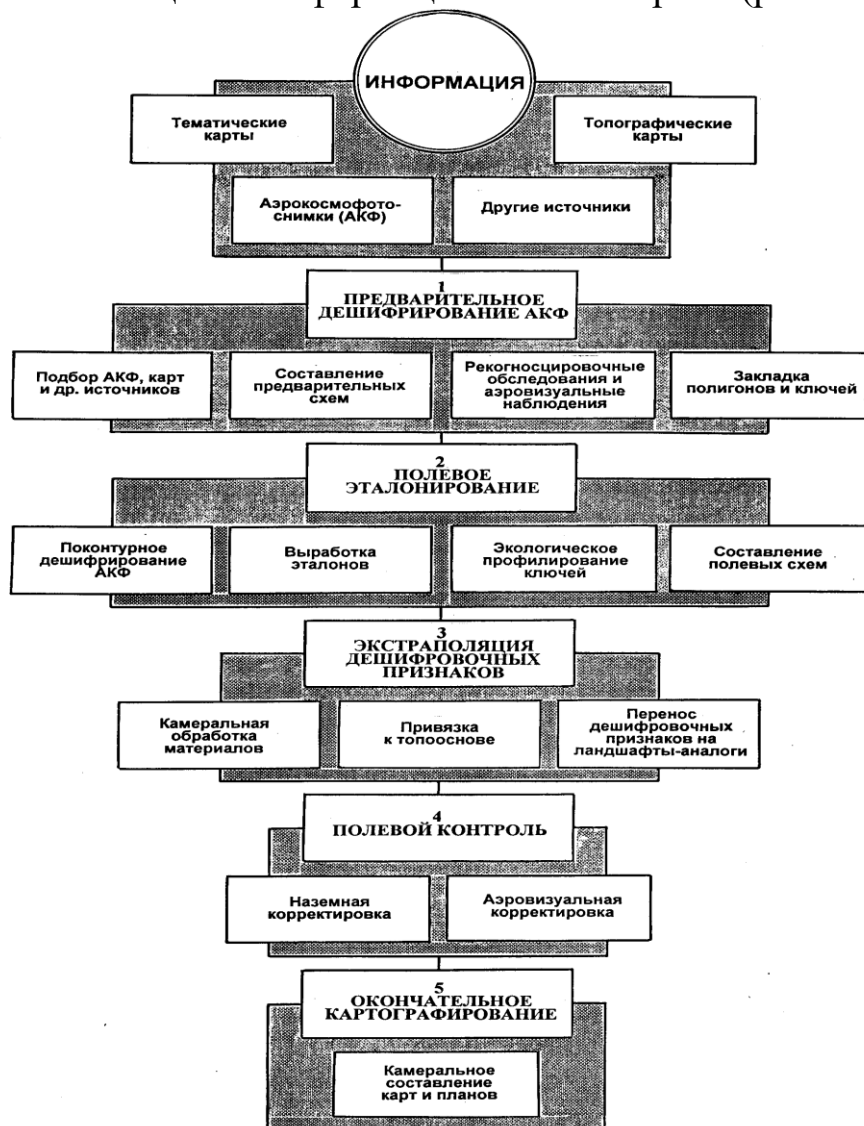 ИНФОРМАЦИЯ
Тематические
карты
Топографические
карты
Аэрокосмофото-
снимки (АКФ)
Другие источники
1
ПРЕДВАРИТЕЛЬНОЕ
ДЕШИФРИРОВАНИЕ АКФ
Подбор АКФ, карт
и др. источников
Составление
предварительных
схем
Рекогносцировочные
обследования и
аэровизуальные
наблюдения
Закладка
полигонов и ключей
2
ПОЛЕВОЕ
ЭТАЛОНИРОВАНИЕ
Поконтурное
дешифрирование
АКФ
Выработка
эталонов
Экологическое
профилирование
ключей
Составление
полевых схем
3
ЭКСТРАПОЛЯЦИЯ
ДЕШИФРОВОЧНЫХ
ПРИЗНАКОВ
Камеральная
обработка
материалов
Привязка
к топооснове
Перенос
дешифровочных
признаков на
ландшафты-аналоги
4
ПОЛЕВОЙ КОНТРОЛЬ
Наземная
корректировка
Аэровизуальная
корректировка
5
ОКОНЧАТЕЛЬНОЕ
КАРТОГРАФИРОВАНИЕ
Камеральное
составление
карт и планов